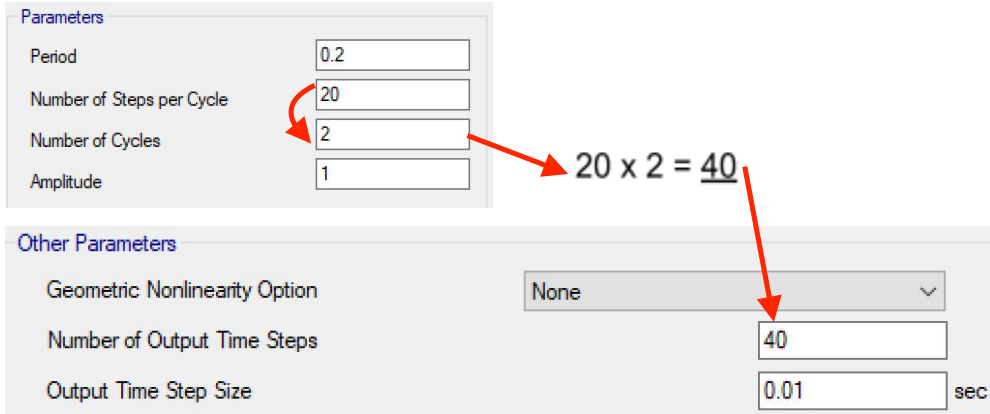 Parameters
Period 0.2
Number of Steps per Cycle 20
Number of Cycles 2
Amplitude 1
20 x 2 = 40
Other Parameters
Geometric Nonlinearity Option None
Number of Output Time Steps 40
Output Time Step Size 0.01 sec